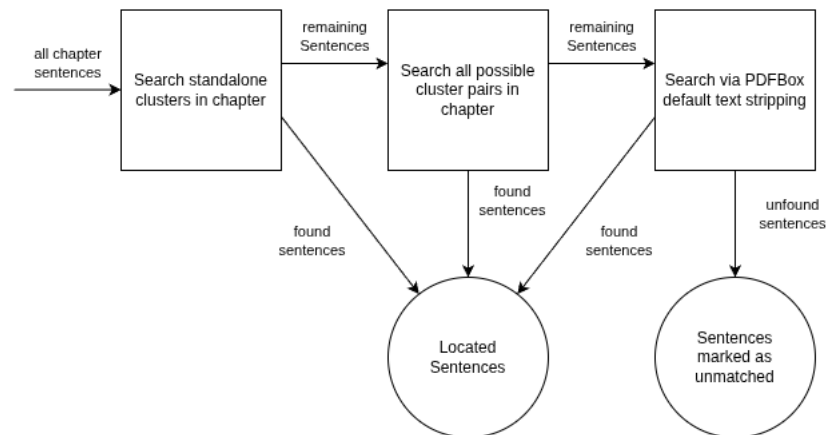 all chapter
sentences
Search standalone
clusters in chapter
remaining
Sentences
Search all possible
cluster pairs in
chapter
remaining
Sentences
Search via PDFBox
default text stripping
found
sentences
found
sentences
found
sentences
unfound
sentences
Located
Sentences
Sentences
marked as
unmatched